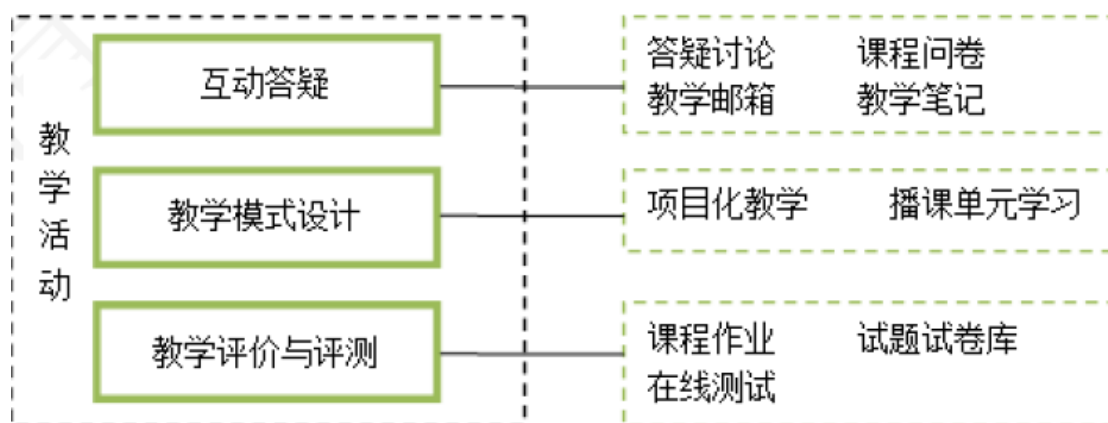 教学活动
互动答疑
答疑讨论 课程问卷
教学邮箱 教学笔记
教学模式设计
项目化教学 播课单元学习
教学评价与评测
课程作业 试题试卷库
在线测试